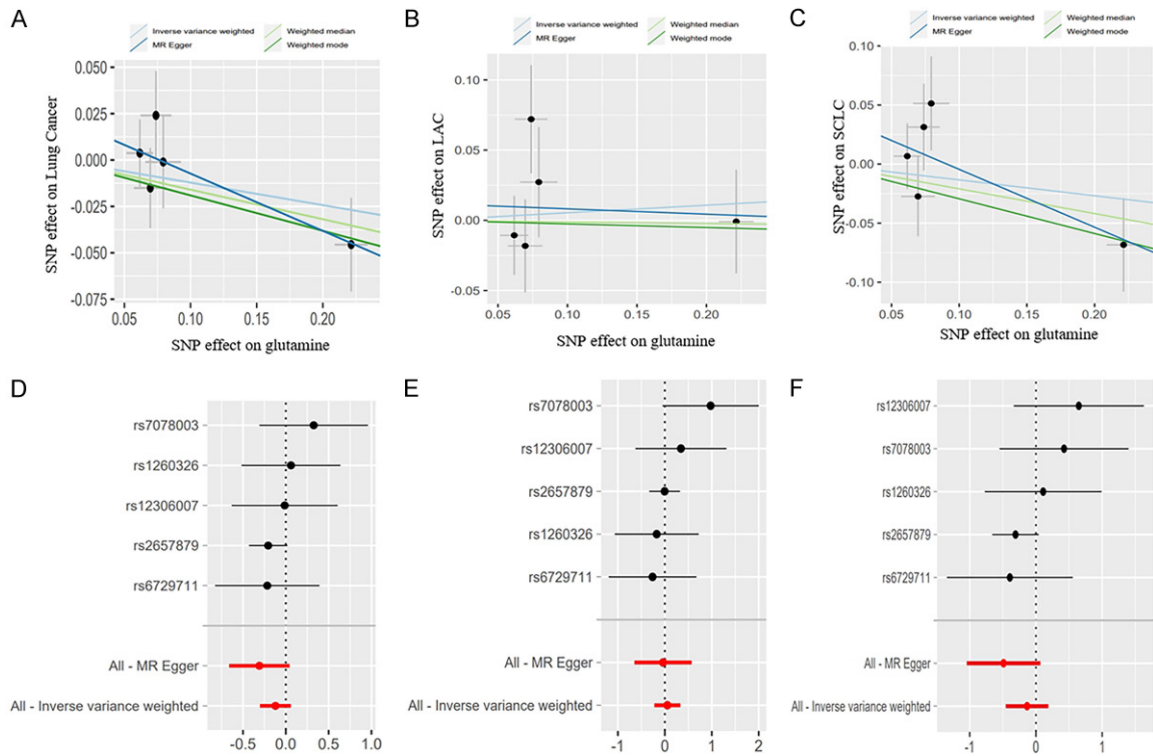 A
Inverse variance weighted
Weighted median
MR Egger
Weighted mode
SNP effect on Lung Cancer
0.050
0.025
0.000
-0.025
-0.050
-0.075
0.05 0.10 0.15 0.20
SNP effect on glutamine
B
Inverse variance weighted
Weighted median
MR Egger
Weighted mode
SNP effect on LAC
0.10
0.05
0.00
-0.05
0.05 0.10 0.15 0.20
SNP effect on glutamine
C
Inverse variance weighted
Weighted median
MR Egger
Weighted mode
SNP effect on SCLC
0.10
0.05
0.00
-0.05
-0.10
0.05 0.10 0.15 0.20
SNP effect on glutamine
D
rs7078003
rs1260326
rs12306007
rs2657879
rs6729711
All - MR Egger
All - Inverse variance weighted
-0.5 0.0 0.5 1.0
E
rs7078003
rs12306007
rs2657879
rs1260326
rs6729711
All - MR Egger
All - Inverse variance weighted
-1 0 1 2
F
rs12306007
rs7078003
rs1260326
rs2657879
rs6729711
All - MR Egger
All - Inverse variance weighted
-1 0 1